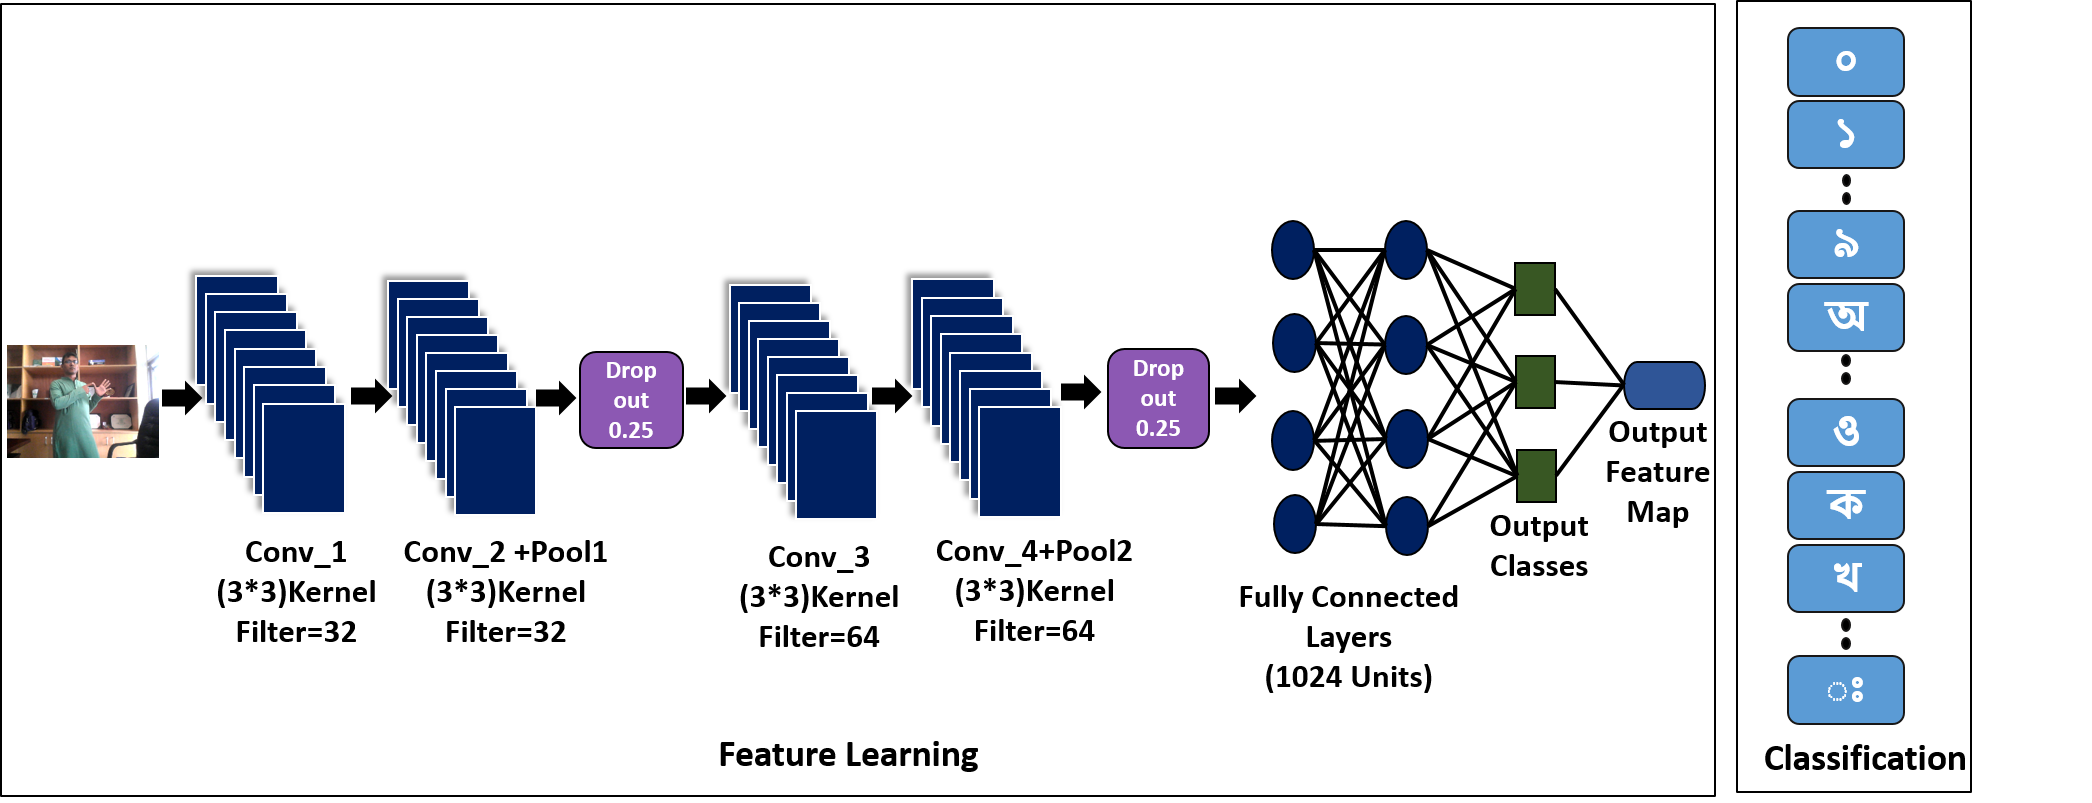 Conv_1
(3*3)Kernel
Filter=32
Conv_2 +Pool1
(3*3)Kernel
Filter=32
Drop
out
0.25
Conv_3
(3*3)Kernel
Filter=64
Conv_4+Pool2
(3*3)Kernel
Filter=64
Drop
out
0.25
Fully Connected
Layers
(1024 Units)
Output
Classes
Output
Feature
Map
Feature Learning
০
১
৯
অ
ও
ক
খ
ঃ
Classification